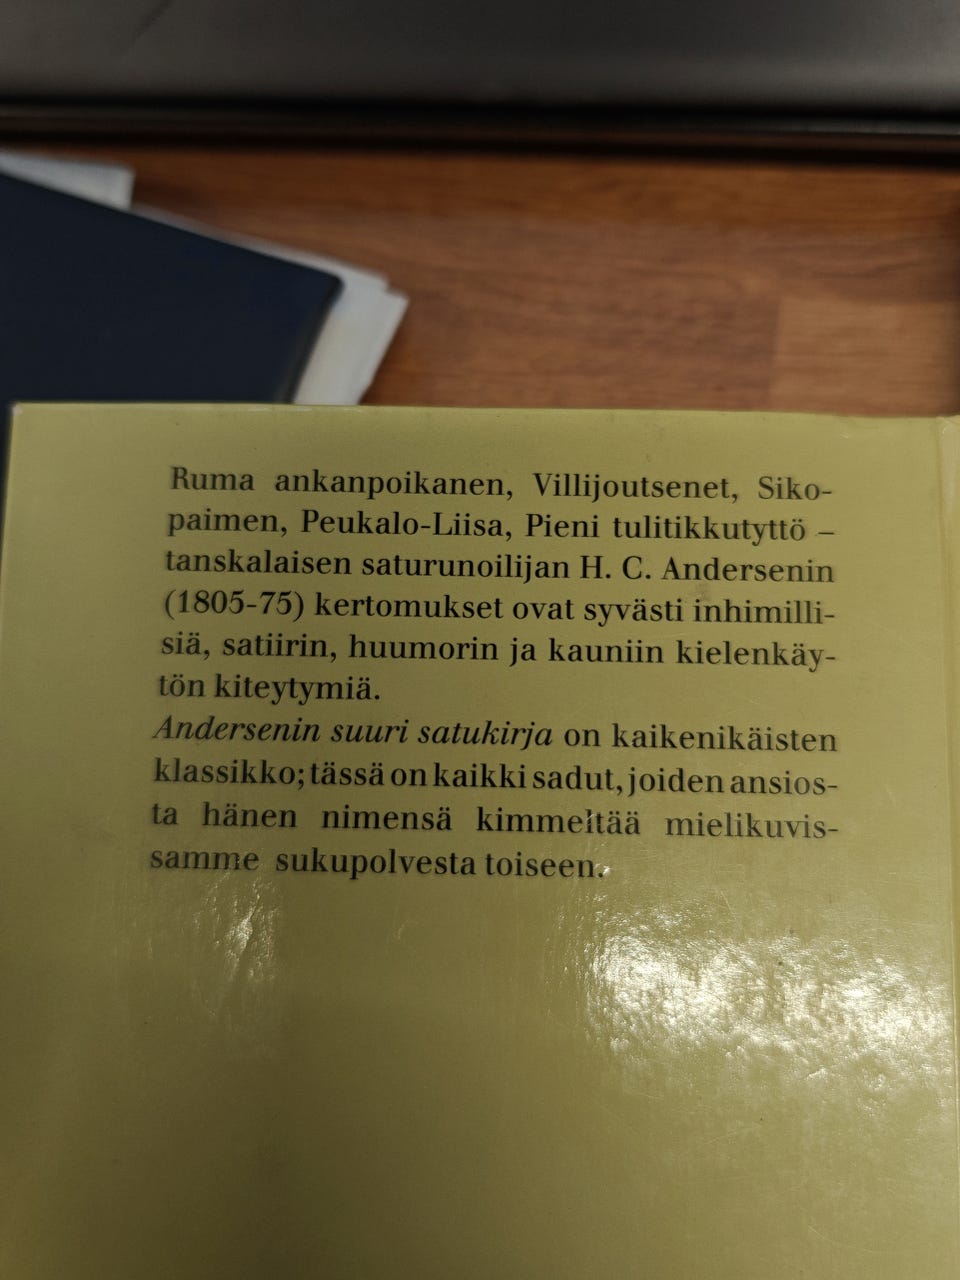 Ruma ankanpoikanen, Villijoutsenet, Siko-
paimen, Peukalo-Liisa, Pieni tulitikkutyttö –
tanskalaisen saturunoilijan H. C. Andersenin
(1805-75) kertomukset ovat syvästi inhimilli-
siä, satiirin, huumorin ja kauniin kielenkäy-
tön kiteytymiä.
Andersenin suuri satukirja on kaikenikäisten
klassikko; tässä on kaikki sadut, joiden ansios-
ta hänen nimensä kimmeltää mielikuvis-
samme sukupolvesta toiseen.